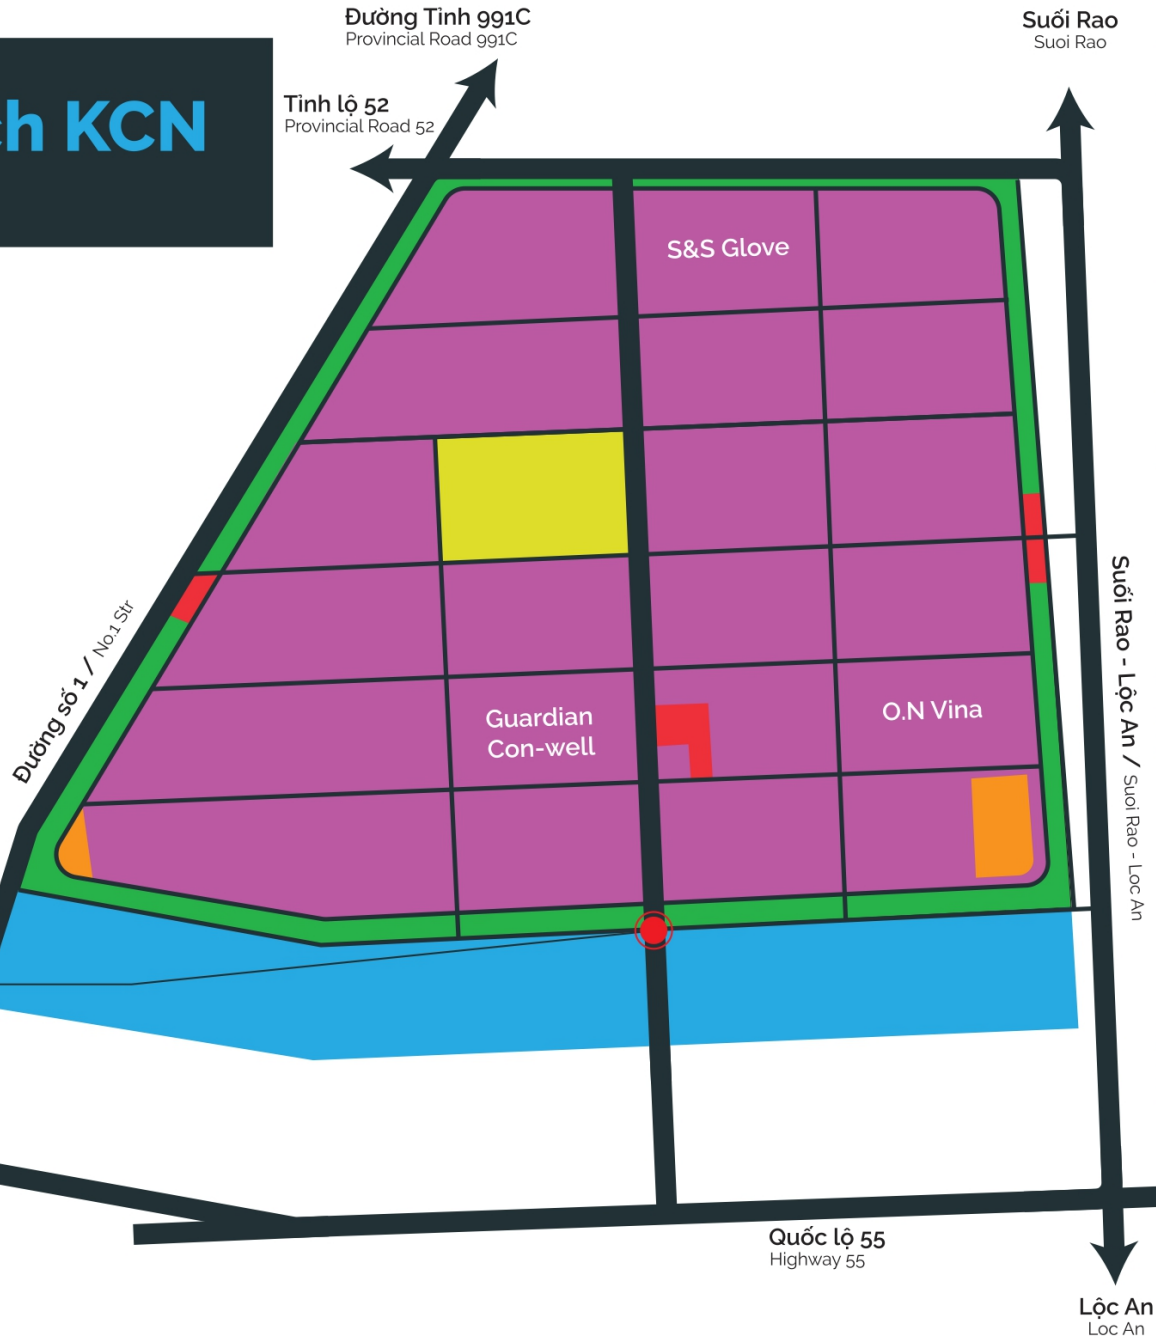 Đường Tỉnh 991C
Provincial Road 991C
Suối Rao
Suoi Rao
ch KCN
Tỉnh lộ 52
Provincial Road 52
S&S Glove
Đường số 1 / No.1 Str
Suối Rao - Lộc An / Suoi Rao - Loc An
Guardian
Con-well
O.N Vina
Quốc lộ 55
Highway 55
Lộc An
Loc An